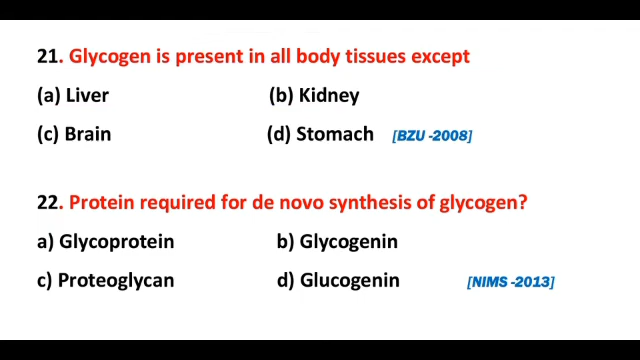 21. Glycogen is present in all body tissues except
(a) Liver (b) Kidney
(c) Brain (d) Stomach [BZU -2008]
22. Protein required for de novo synthesis of glycogen?
a) Glycoprotein b) Glycogenin
c) Proteoglycan d) Glucogenin [NIMS -2013]